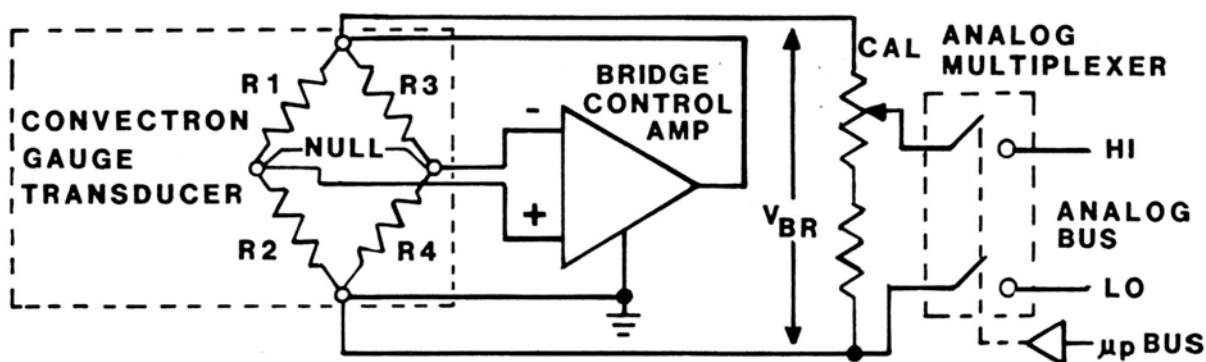 CONVECTRON
GAUGE
TRANSDUCER
R1
R3
NULL
R2
R4
-
+
BRIDGE
CONTROL
AMP
V BR
CAL
ANALOG
MULTIPLEXER
HI
ANALOG
BUS
LO
μp BUS